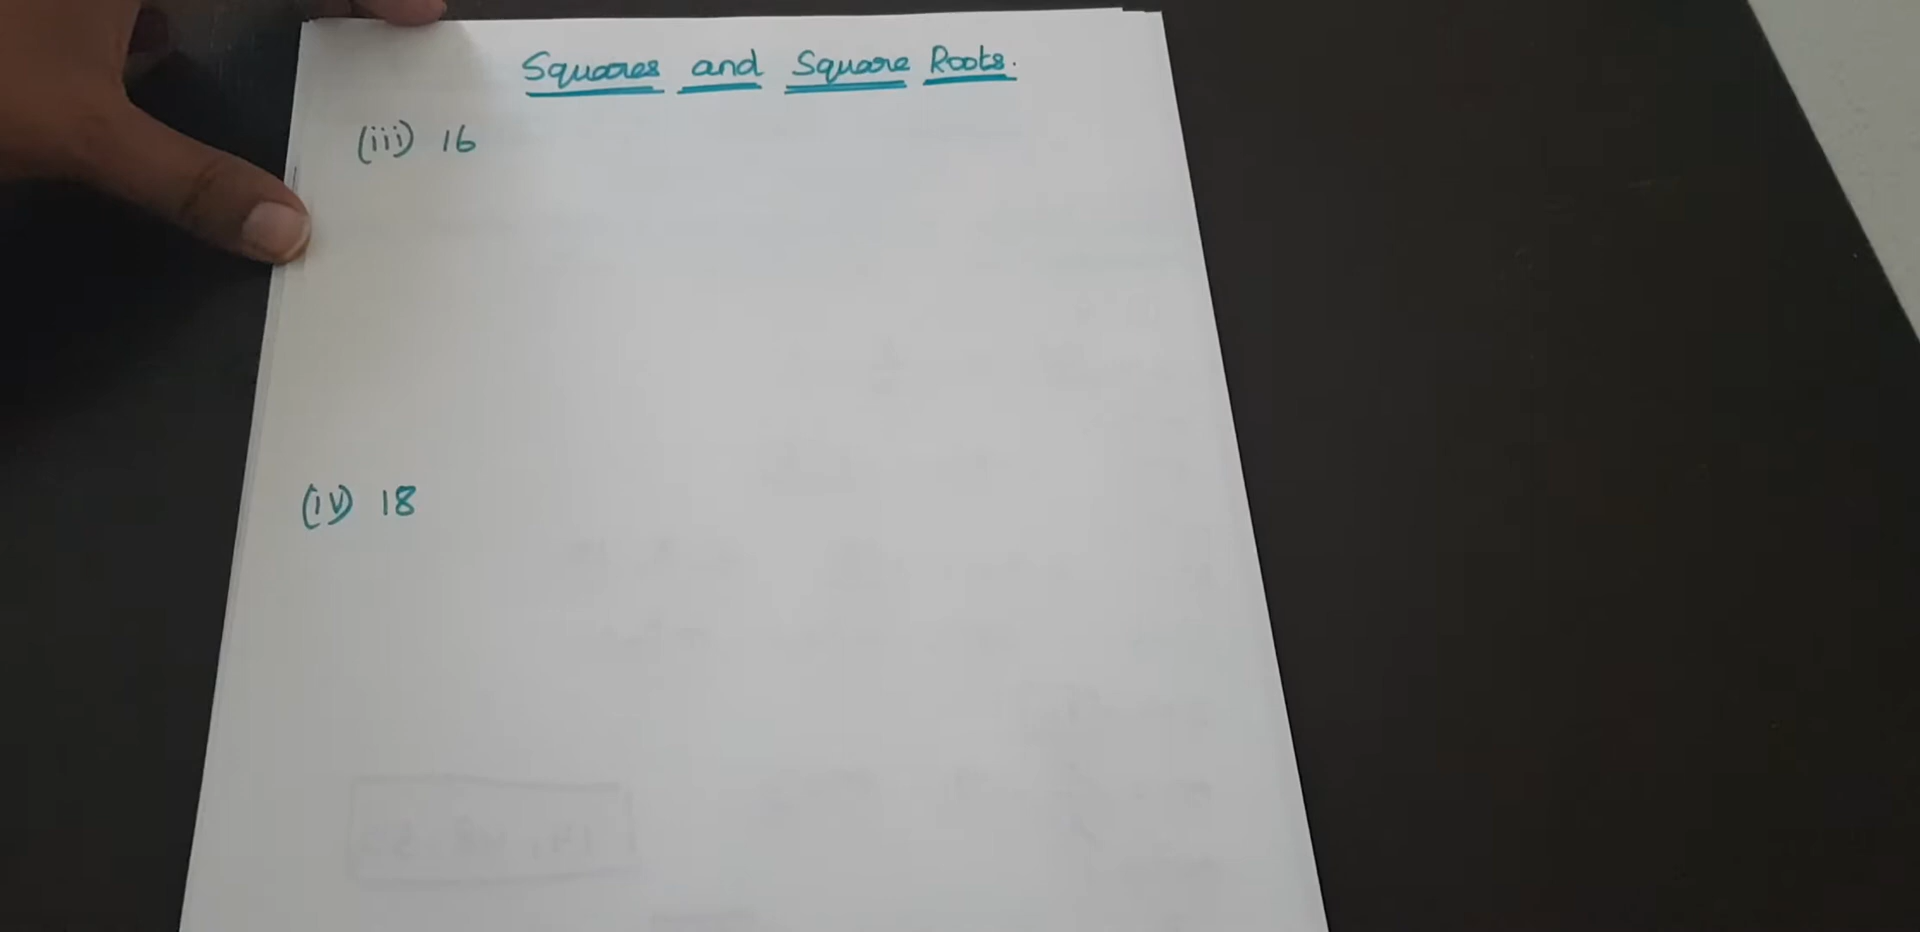 Squares and Square Roots.
(iii) 16
(iv) 18